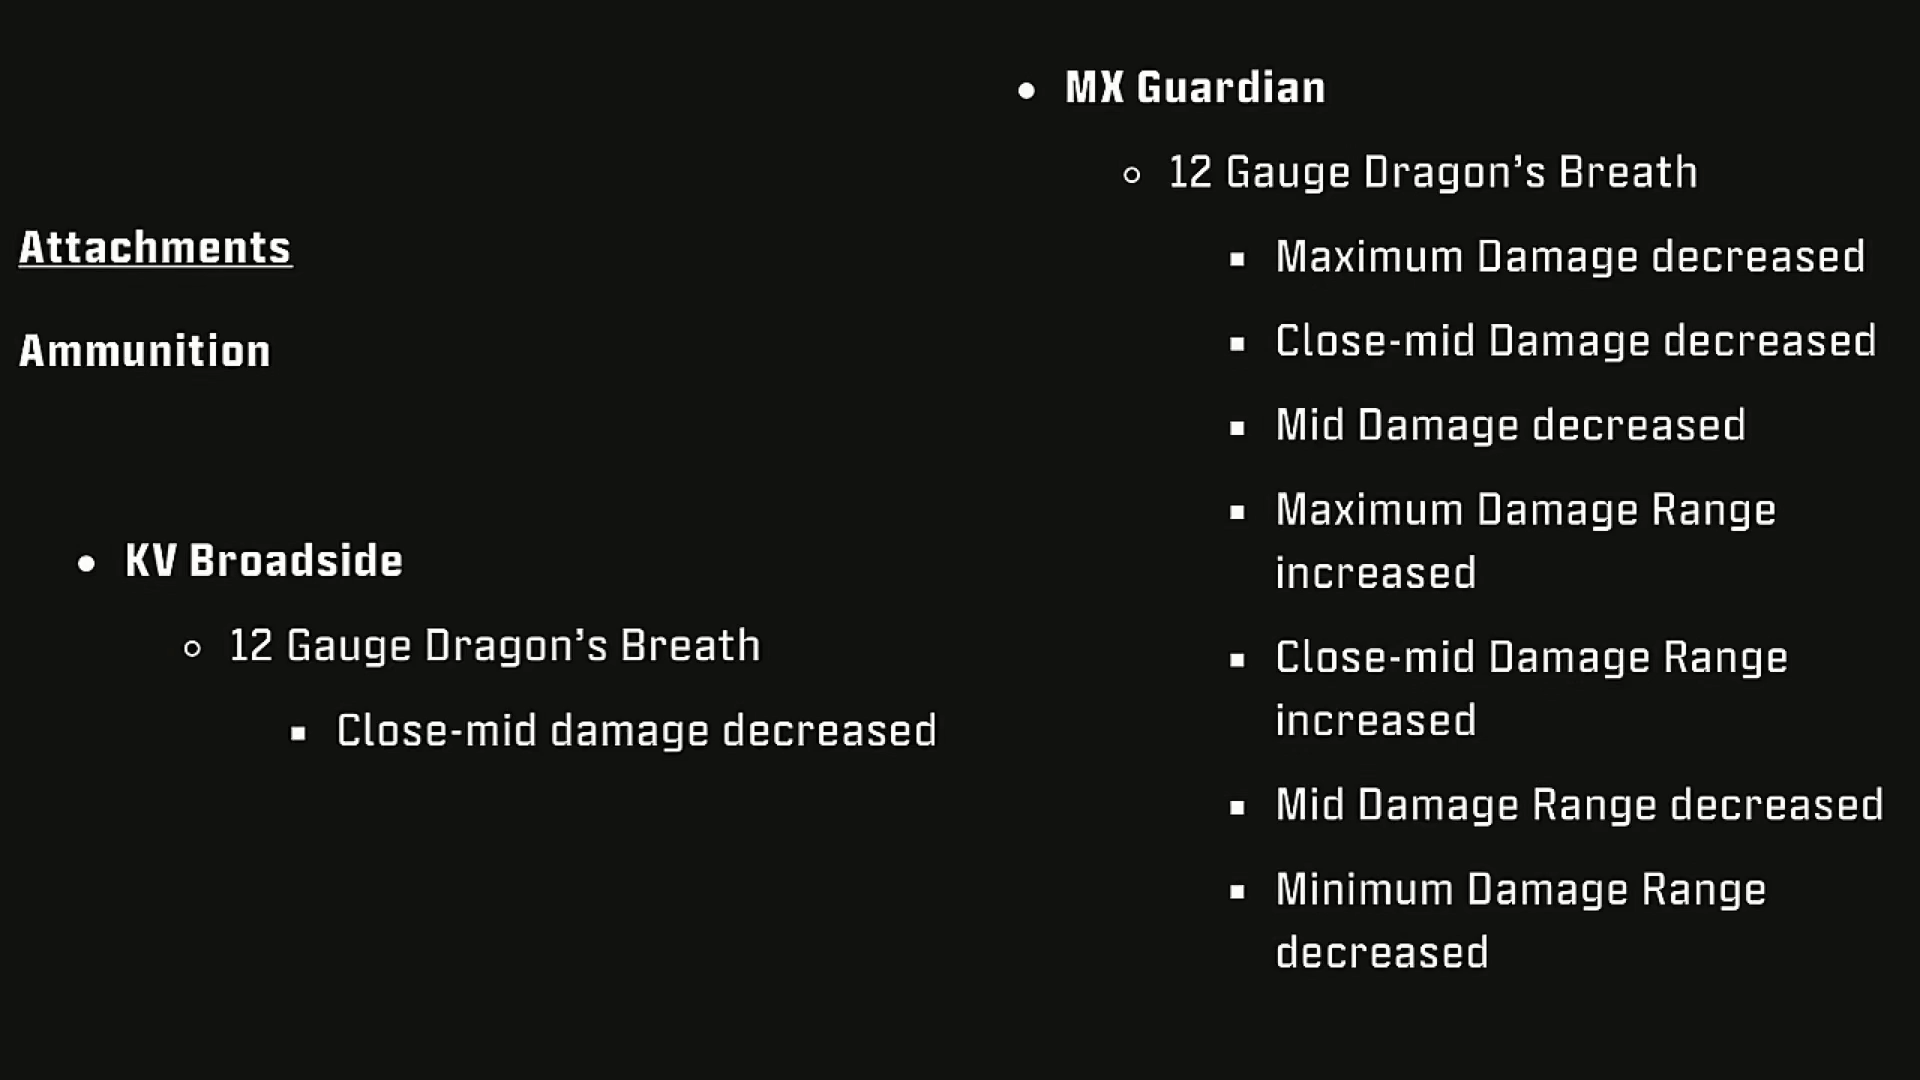 Attachments
Ammunition
• KV Broadside
○ 12 Gauge Dragon’s Breath
▪ Close-mid damage decreased
• MX Guardian
○ 12 Gauge Dragon’s Breath
▪ Maximum Damage decreased
▪ Close-mid Damage decreased
▪ Mid Damage decreased
▪ Maximum Damage Range
increased
▪ Close-mid Damage Range
increased
▪ Mid Damage Range decreased
▪ Minimum Damage Range
decreased